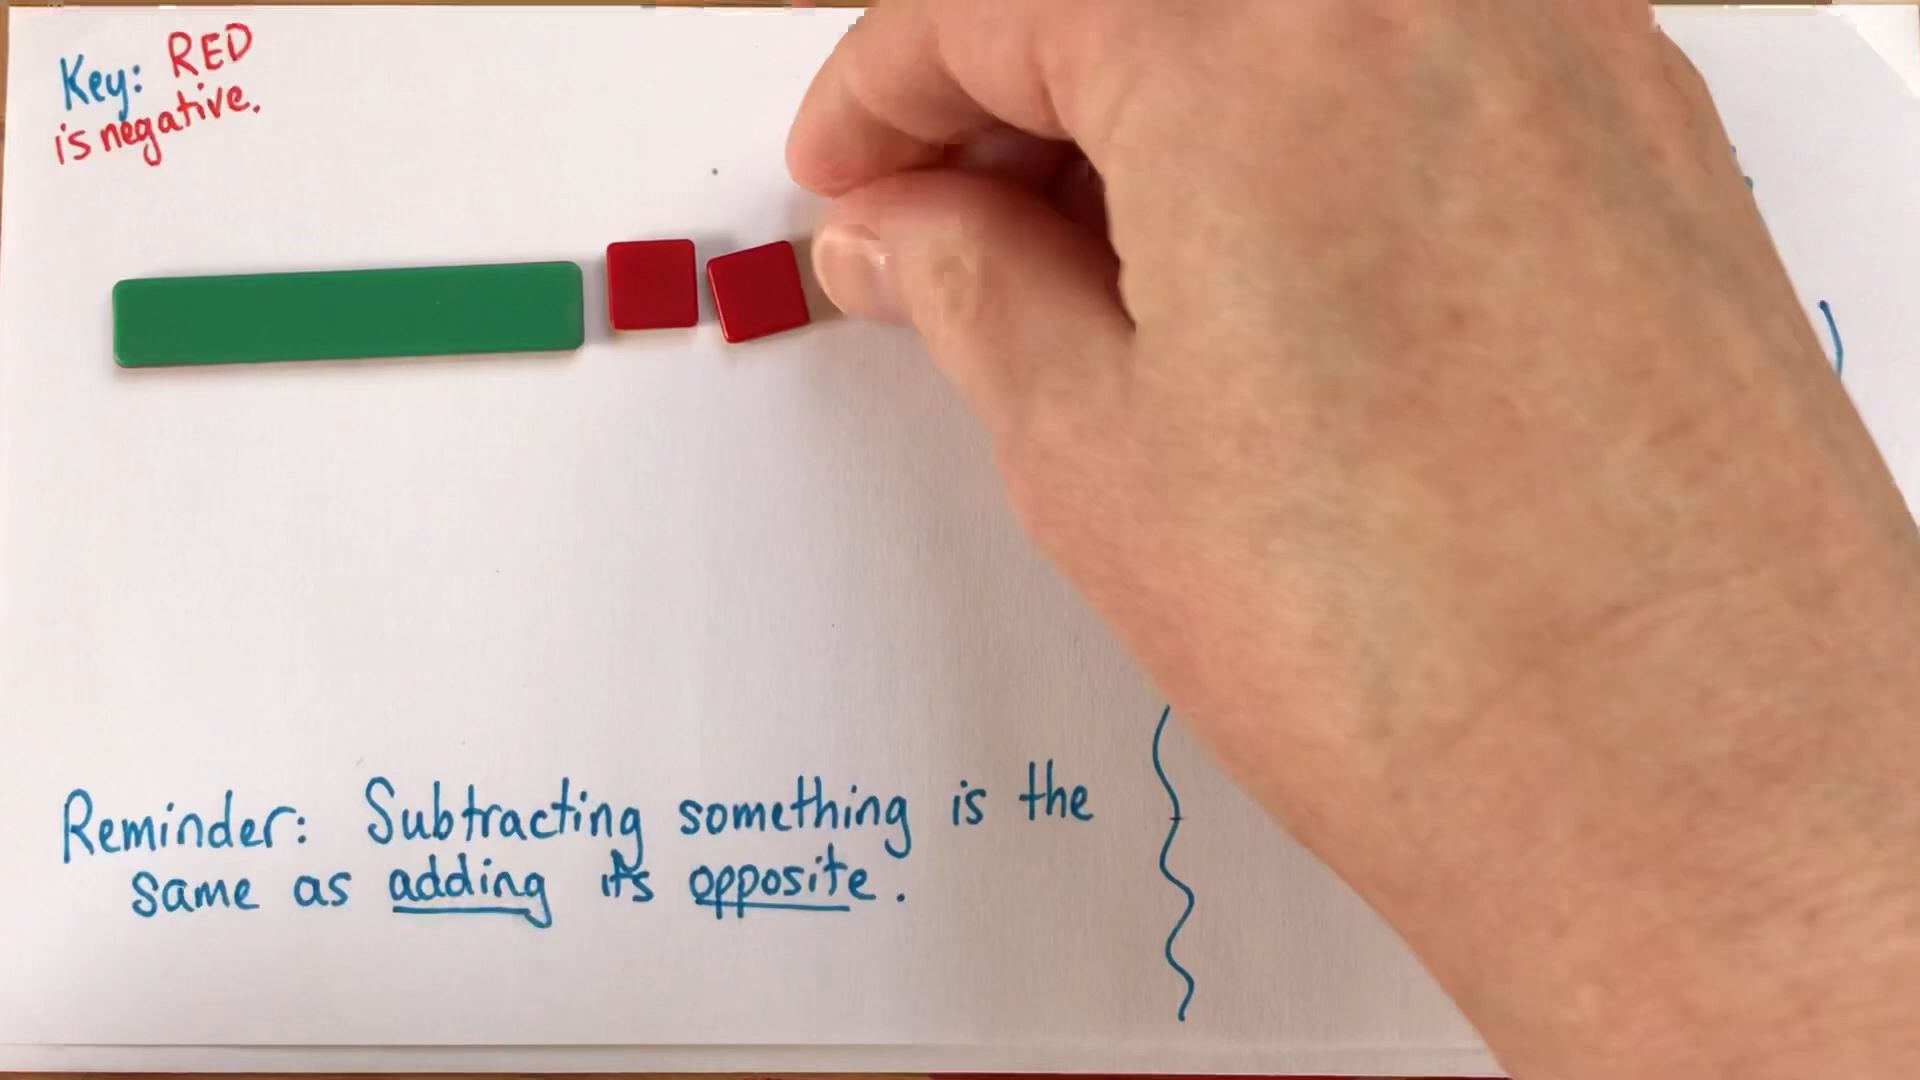 Key: RED
is negative.
Reminder: Subtracting something is the
same as adding its opposite.